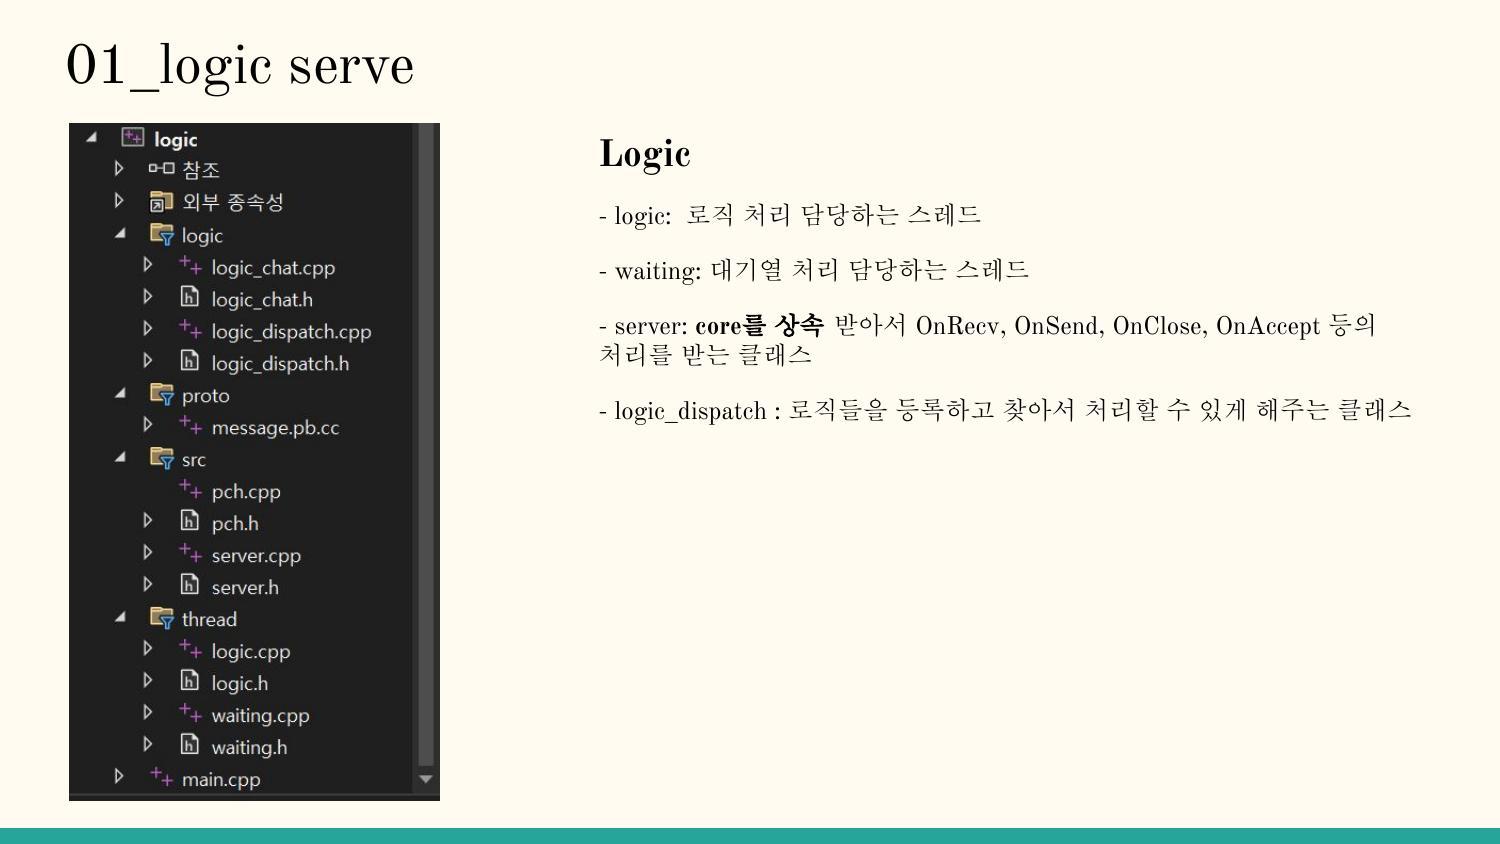 01_logic serve
logic
참조
외부 종속성
logic
logic_chat.cpp
logic_chat.h
logic_dispatch.cpp
logic_dispatch.h
proto
message.pb.cc
src
pch.cpp
pch.h
server.cpp
server.h
thread
logic.cpp
logic.h
waiting.cpp
waiting.h
main.cpp
Logic
- logic:  로직 처리 담당하는 스레드
- waiting: 대기열 처리 담당하는 스레드
- server: core를 상속 받아서 OnRecv, OnSend, OnClose, OnAccept 등의
처리를 받는 클래스
- logic_dispatch : 로직들을 등록하고 찾아서 처리할 수 있게 해주는 클래스